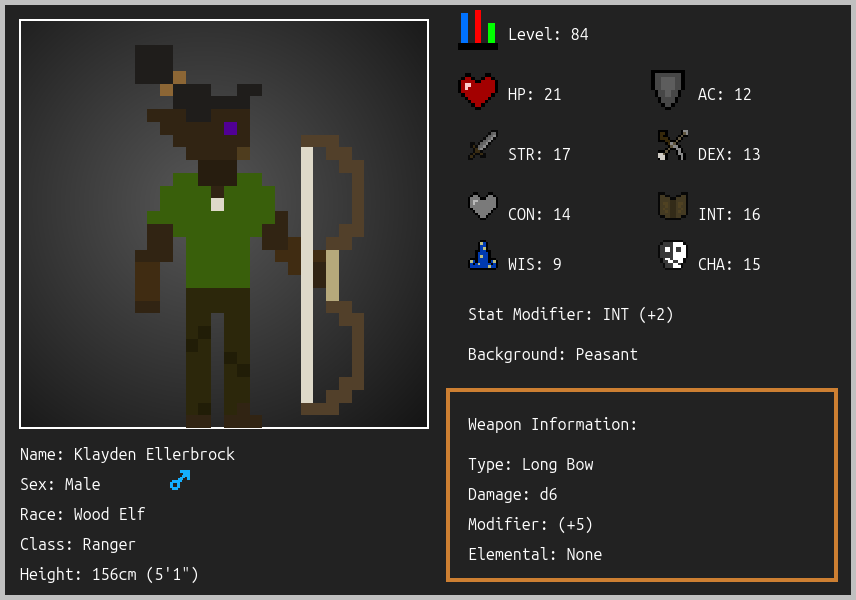 Level: 84
HP: 21
AC: 12
STR: 17
DEX: 13
CON: 14
INT: 16
WIS: 9
CHA: 15
Stat Modifier: INT (+2)
Background: Peasant
Weapon Information:
Type: Long Bow
Damage: d6
Modifier: (+5)
Elemental: None
Name: Klayden Ellerbrock
Sex: Male
Race: Wood Elf
Class: Ranger
Height: 156cm (5'1")